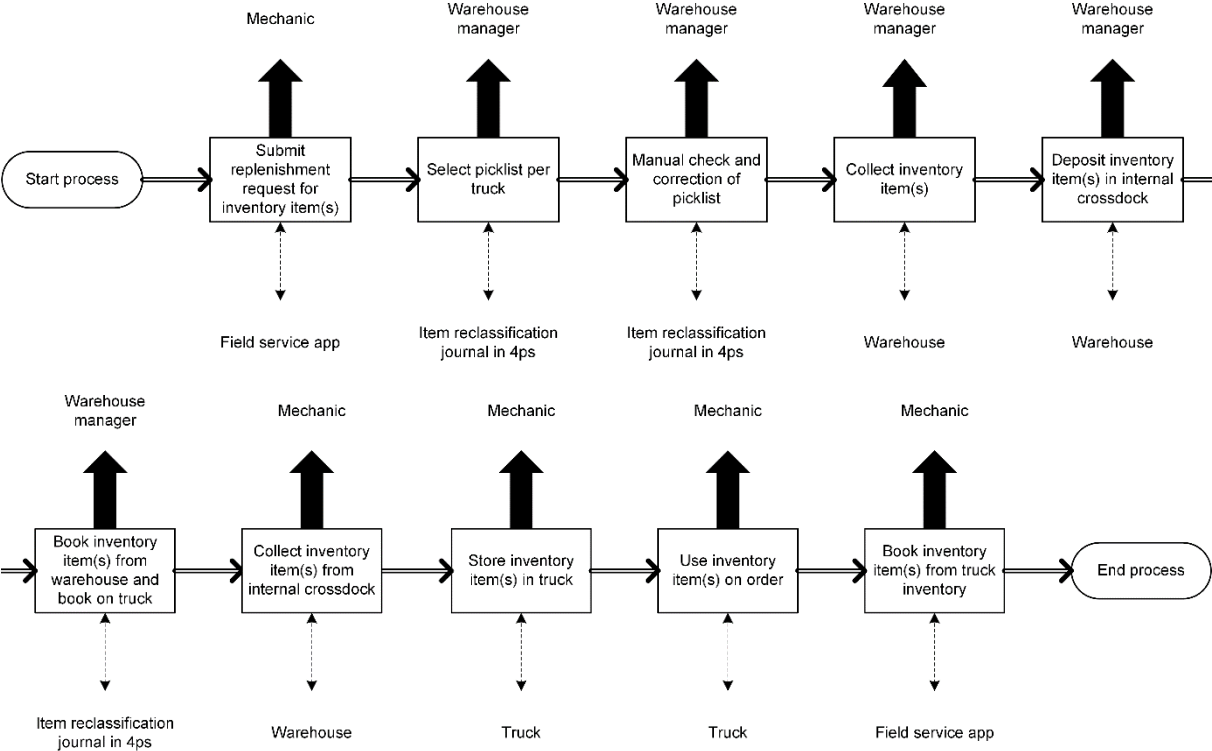 Mechanic
Warehouse
manager
Warehouse
manager
Warehouse
manager
Warehouse
manager
Start process
Submit
replenishment
request for
inventory item(s)
Select picklist per
truck
Manual check and
correction of
picklist
Collect inventory
item(s)
Deposit inventory
item(s) in internal
crossdock
Field service app
Item reclassification
journal in 4ps
Item reclassification
journal in 4ps
Warehouse
Warehouse
Warehouse
manager
Mechanic
Mechanic
Mechanic
Mechanic
Book inventory
item(s) from
warehouse and
book on truck
Collect inventory
item(s) from
internal crossdock
Store inventory
item(s) in truck
Use inventory
item(s) on order
Book inventory
item(s) from truck
inventory
End process
Item reclassification
journal in 4ps
Warehouse
Truck
Truck
Field service app